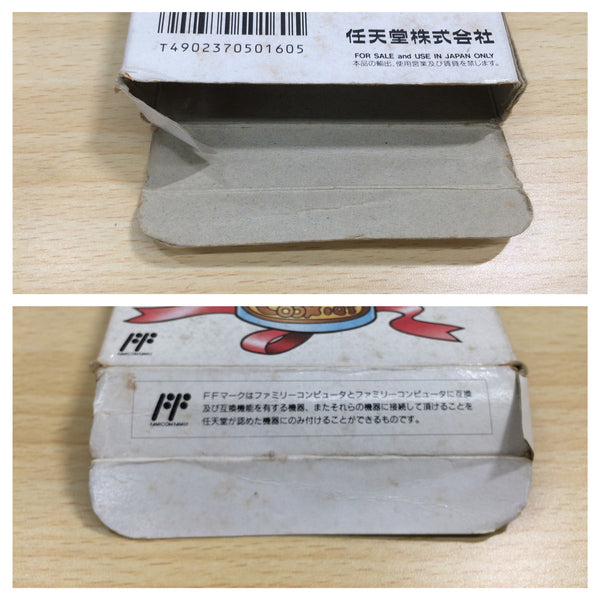 T4902370501605
任天堂株式会社
FOR SALE and USE IN JAPAN ONLY
本品の輸出、使用営業及び賃貸を禁じます。
FF
FAMICOM FAMILY
FF
FAMICOM FAMILY
FFマークはファミリーコンピュータとファミリーコンピュータに互換
及び互換機能を有する機器、またそれらの機器に接続して頂けることを
任天堂が認めた機器にのみ付けることができるものです。